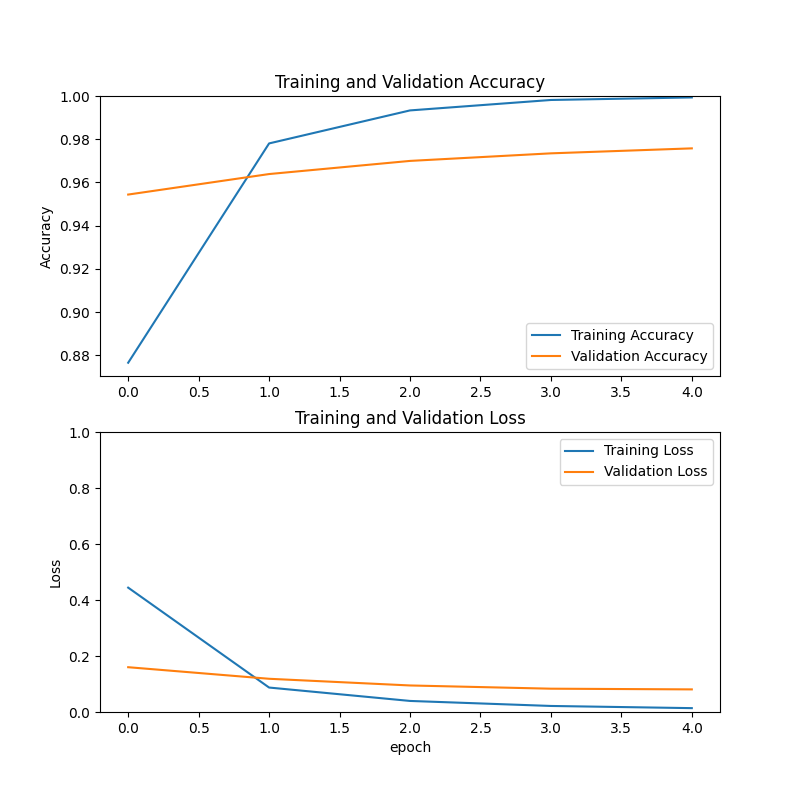 Training and Validation Accuracy
1.00
0.98
0.96
0.94
0.92
0.90
0.88
Accuracy
Training Accuracy
Validation Accuracy
0.0 0.5 1.0 1.5 2.0 2.5 3.0 3.5 4.0
Training and Validation Loss
1.0
0.8
0.6
0.4
0.2
0.0
Loss
Training Loss
Validation Loss
0.0 0.5 1.0 1.5 2.0 2.5 3.0 3.5 4.0
epoch